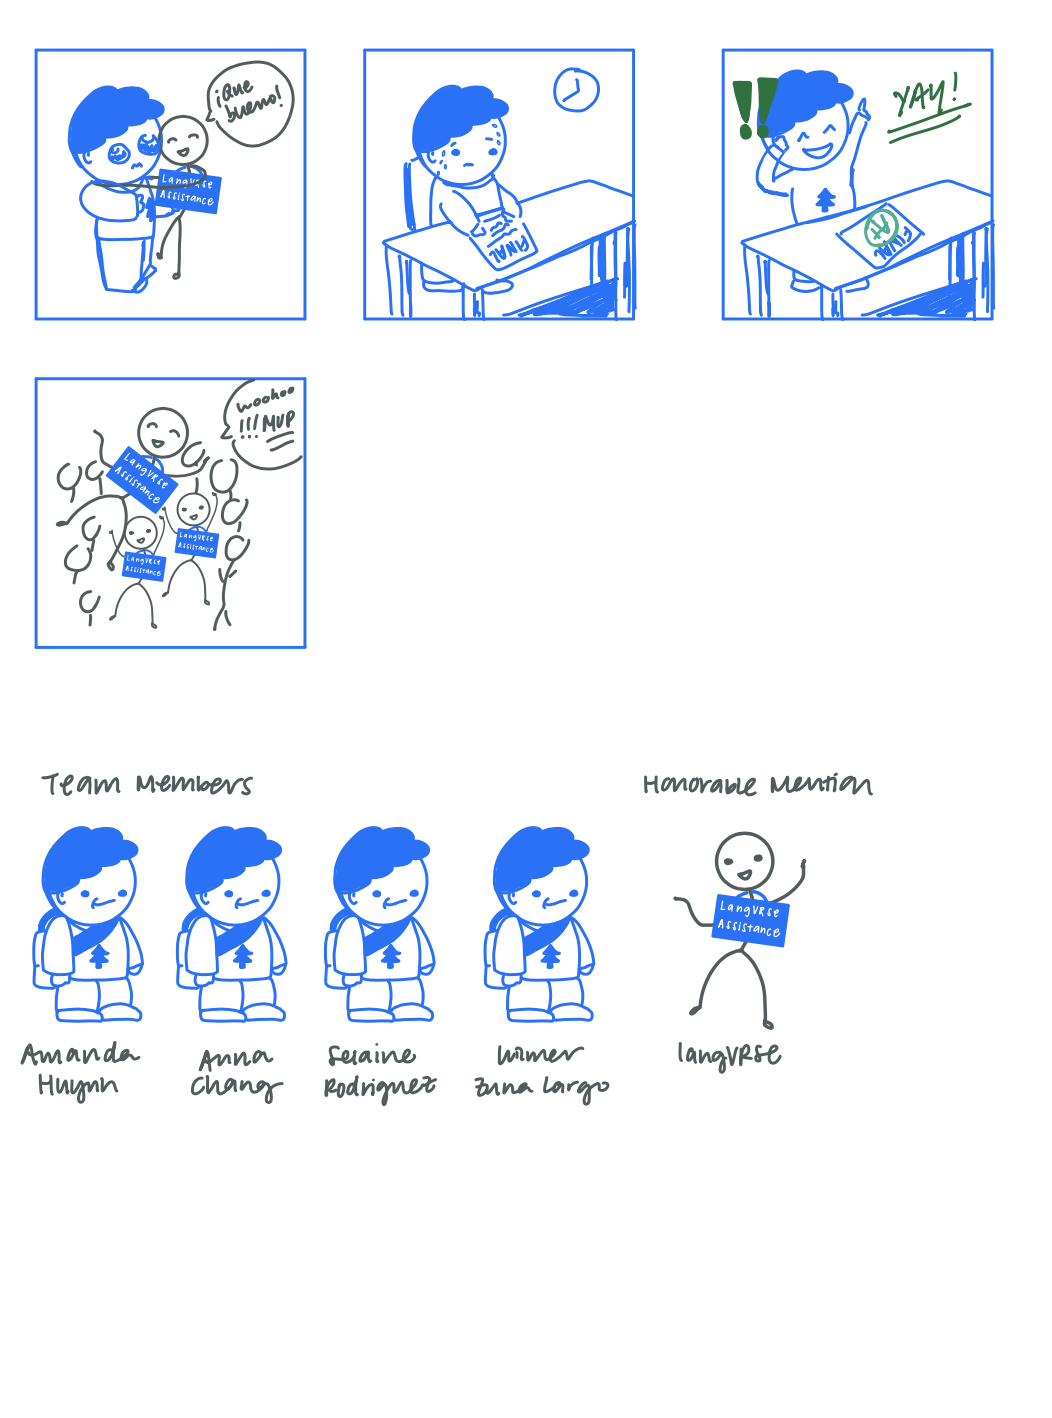 ¡Que
bueno!
LangVRse
Assistance
FINAL
YAY!
A+
FINAL
woohoo
!!! MVP
LangVRse
Assistance
LangVRse
Assistance
LangVRse
Assistance
Team Members
Honorable Mention
LangVRse
Assistance
Amanda
Huynh
Anna
Chang
Selaine
Rodriguez
Wilmer
Zuna Largo
langVRSE